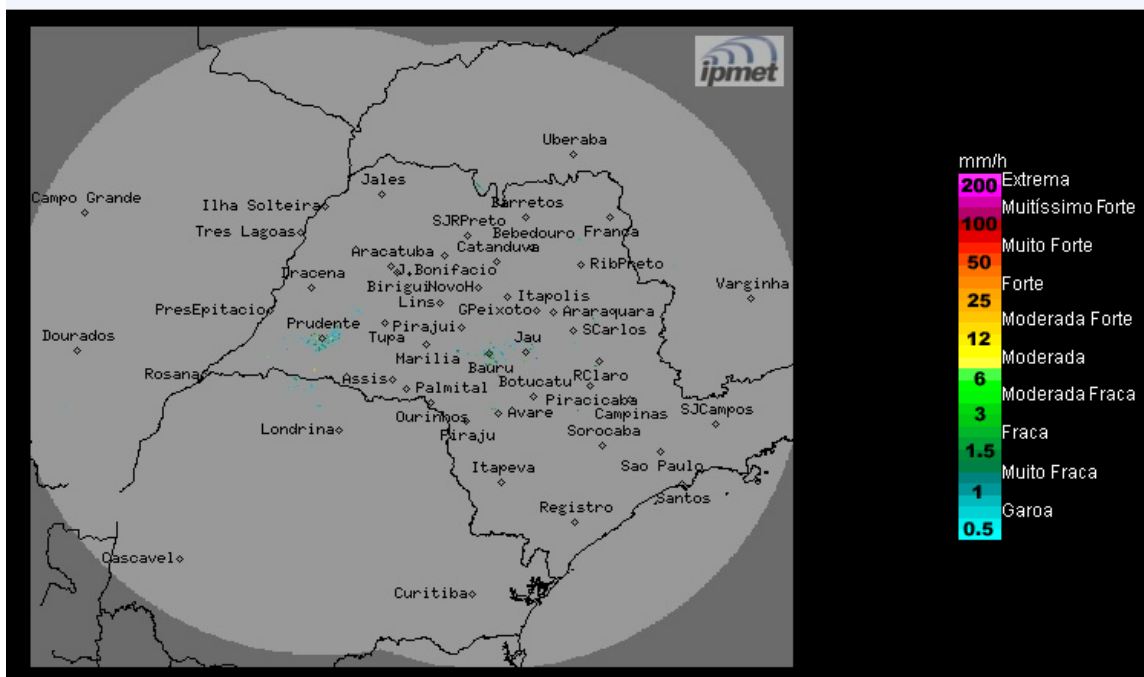 ipmet
Uberaba
Jales
Campo Grande
Ilha Solteira
Barretos
SJRPreto
Tres Lagoas
Bebedouro
Franca
Catanduva
Aracatuba
J.Bonifacio
RibPreto
Dracena
Birigui
NovoH
Varginha
Itapolis
Lins
PresEpitacio
GPeixoto
Araraquara
Prudente
Pirajui
SCarlos
Dourados
Tupa
Jau
Marilia
Bauru
Rosana
Assis
Botucatu
RClaro
Palmital
Piracicaba
Ourinhos
Avare
Campinas
SJCampos
Londrina
Piraju
Sorocaba
Itapeva
Sao Paulo
Santos
Registro
Cascavel
Curitiba
mm/h
200 Extrema
Muitíssimo Forte
100
Muito Forte
50
Forte
25
Moderada Forte
12
Moderada
6
Moderada Fraca
3
Fraca
1.5
Muito Fraca
1
Garoa
0.5